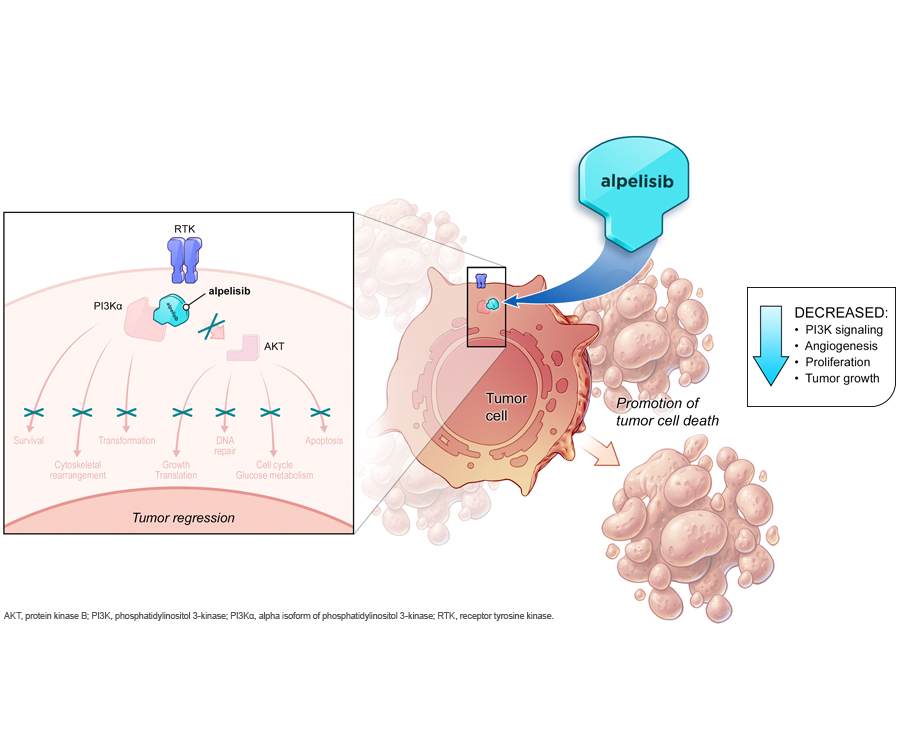 alpelisib
RTK
alpelisib
PI3Kα
alpelisib
AKT
Survival
Transformation
DNA
repair
Apoptosis
Cytoskeletal
rearrangement
Growth
Translation
Cell cycle
Glucose metabolism
Tumor regression
Tumor
cell
Promotion of
tumor cell death
DECREASED:
• PI3K signaling
• Angiogenesis
• Proliferation
• Tumor growth
AKT, protein kinase B; PI3K, phosphatidylinositol 3-kinase; PI3Kα, alpha isoform of phosphatidylinositol 3-kinase; RTK, receptor tyrosine kinase.